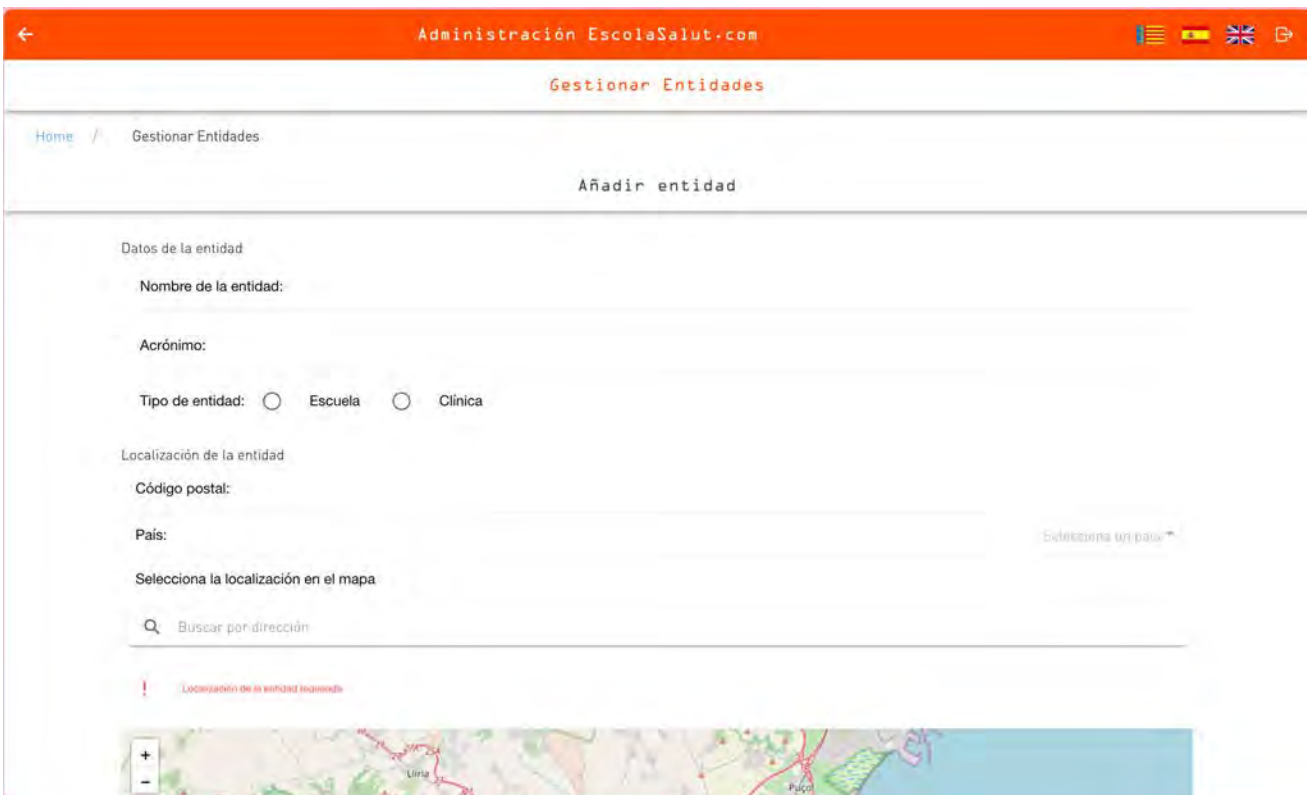 Administración EscolaSalut.com
Gestionar Entidades
Home / Gestionar Entidades
Añadir entidad
Datos de la entidad
Nombre de la entidad:
Acrónimo:
Tipo de entidad: Escuela Clínica
Localización de la entidad
Código postal:
País: Selecciona un país
Selecciona la localización en el mapa
Buscar por dirección
! Localización de la entidad requerida
+
Llíria
-
Puçol